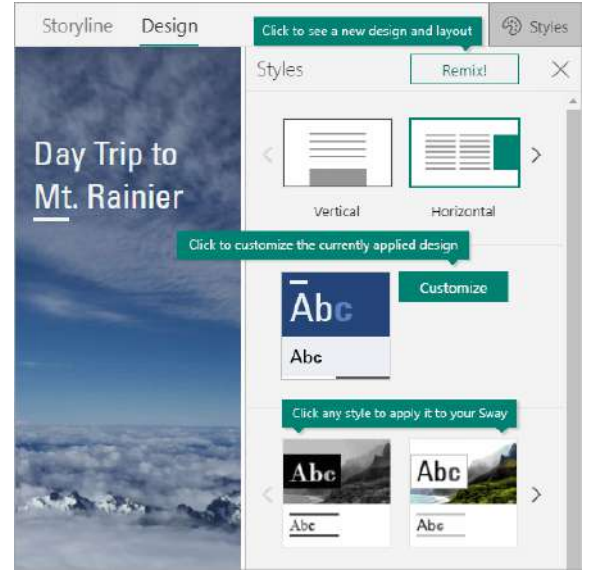 Storyline Design
Click to see a new design and layout
Styles
Styles
Remix!
Day Trip to
Mt. Rainier
Vertical
Horizontal
Click to customize the currently applied design
Customize
Abc
Abc
Click any style to apply it to your Sway
Abc
Abc
Abc
Abc